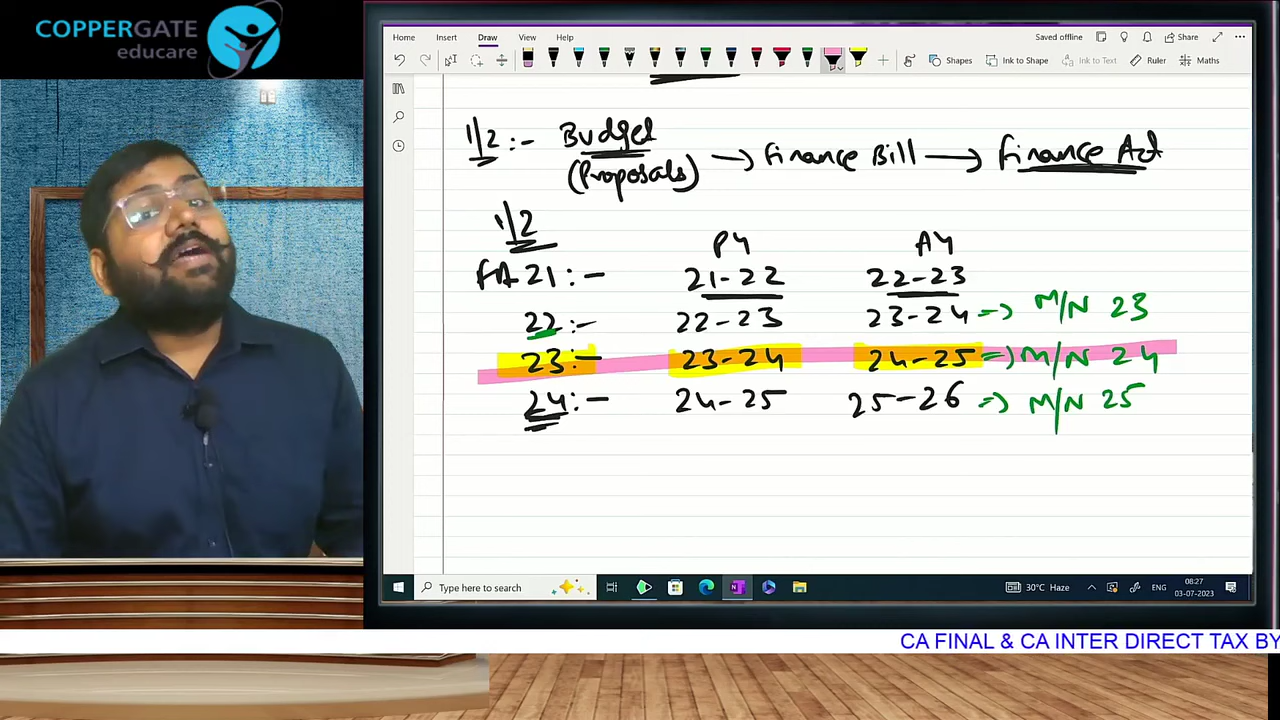 COPPERGATE
educare
Home Insert Draw View Help
Saved offline
Share
Shapes
Ink to Shape
Ink to Text
Ruler
Maths
1/2 :- Budget
(Proposals) → Finance Bill → Finance Act
1/2
PY AY
FA 21 :- 21-22 22-23
22 :- 22-23 23-24 => M/N 23
23 :- 23-24 24-25 => M/N 24
24 :- 24-25 25-26 => M/N 25
Type here to search
30°C Haze
ENG
08:27
03-07-2023
CA FINAL & CA INTER DIRECT TAX BY